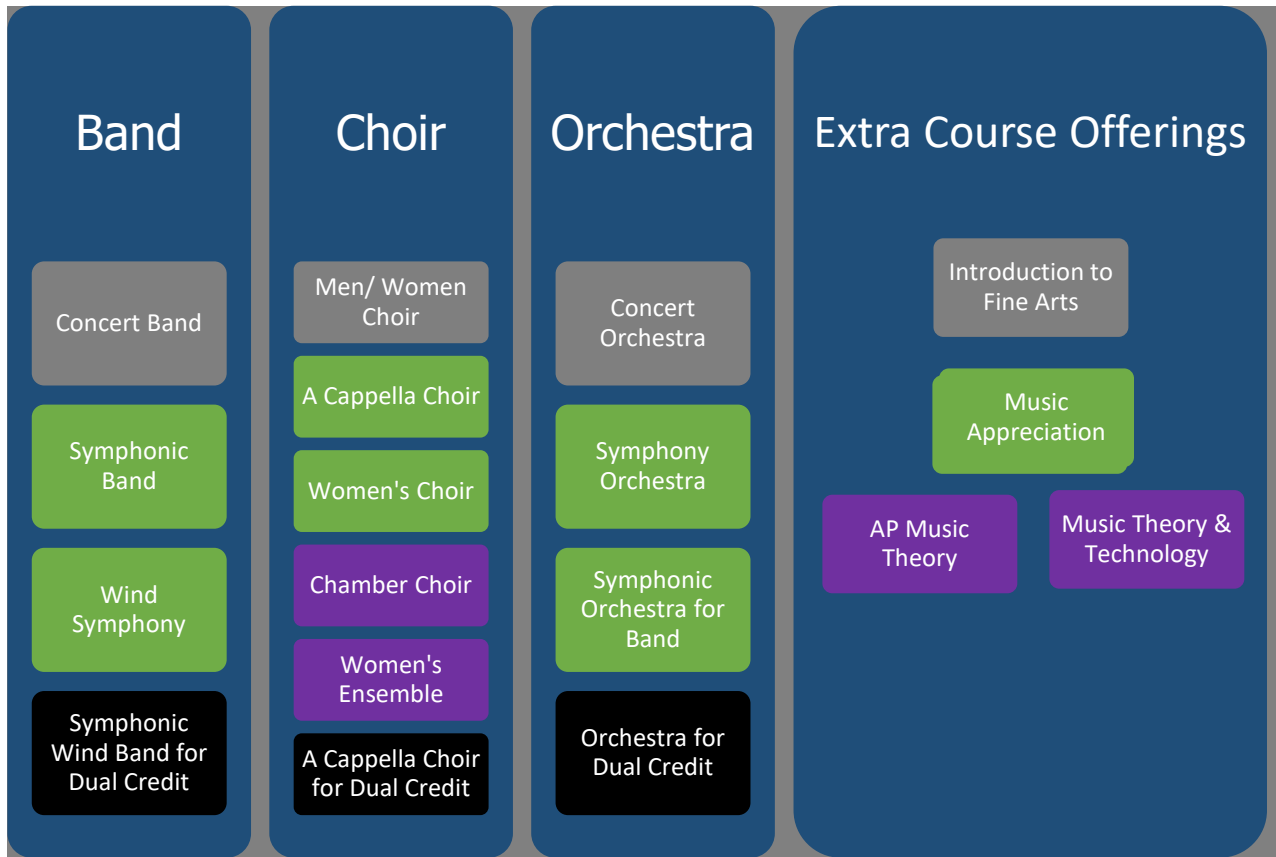 Band
Concert Band
Symphonic
Band
Wind
Symphony
Symphonic
Wind Band for
Dual Credit
Choir
Men/ Women
Choir
A Cappella Choir
Women's Choir
Chamber Choir
Women's
Ensemble
A Cappella Choir
for Dual Credit
Orchestra
Concert
Orchestra
Symphony
Orchestra
Symphonic
Orchestra for
Band
Orchestra for
Dual Credit
Extra Course Offerings
Introduction to
Fine Arts
Music
Appreciation
AP Music
Theory
Music Theory &
Technology